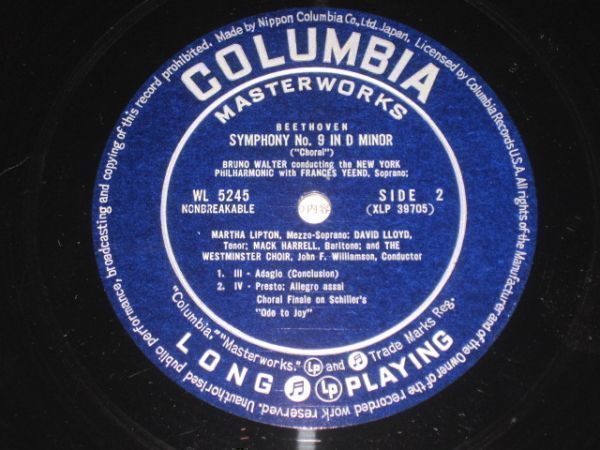 COLUMBIA
MASTERWORKS
BEETHOVEN
SYMPHONY No. 9 IN D MINOR
("Choral")
BRUNO WALTER conducting the NEW YORK
PHILHARMONIC with FRANCES YEEND, Soprano;
WL 5245
NONBREAKABLE
SIDE 2
(XLP 39705)
MARTHA LIPTON, Mezzo-Soprano; DAVID LLOYD,
Tenor; MACK HARRELL, Baritone; and THE
WESTMINSTER CHOIR, John F. Williamson, Conductor
1. III - Adagio (Conclusion)
2. IV - Presto; Allegro assai
Choral Finale on Schiller's
"Ode to Joy"
"Columbia," "Masterworks," Lp and Trade Marks Reg.
LONG Lp PLAYING
Made by Nippon Columbia Co., Ltd. Japan. Licensed by Columbia Records U.S.A. All rights of the Manufacturer and of the Owner of the recorded work reserved. Unauthorised public performance, broadcasting and copying of this record prohibited.
内容